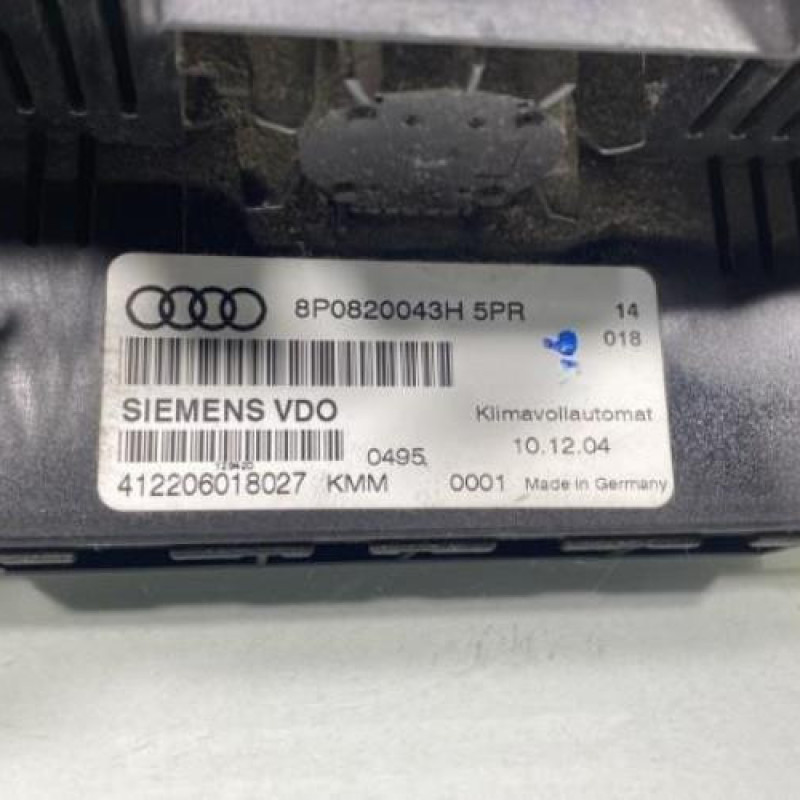 8P0820043H 5PR 14
018
SIEMENS VDO Klimavollautomat
0495 10.12.04
412206018027 KMM 0001 Made in Germany